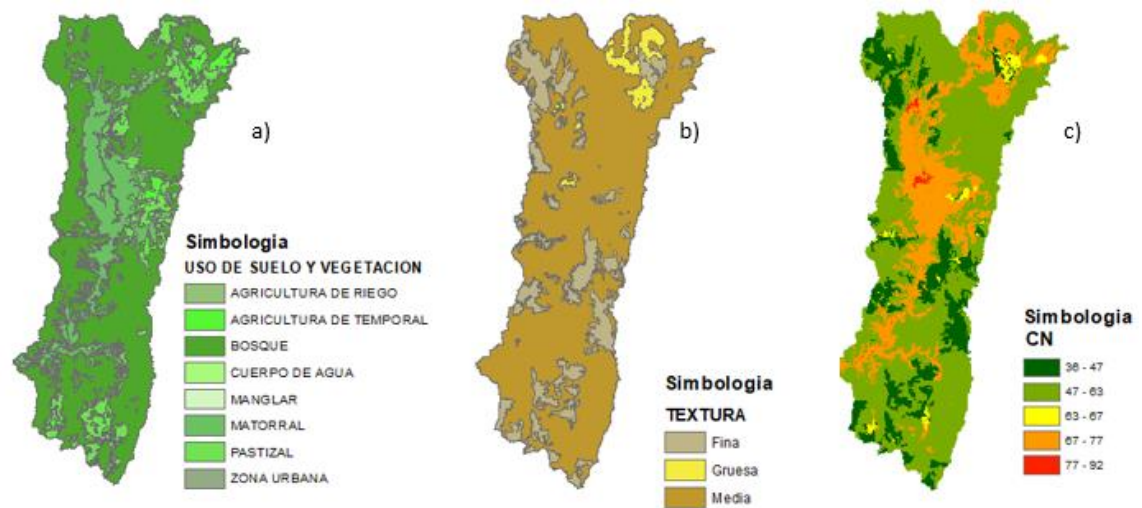 a)
Simbologia
USO DE SUELO Y VEGETACION
AGRICULTURA DE RIEGO
AGRICULTURA DE TEMPORAL
BOSQUE
CUERPO DE AGUA
MANGLAR
MATORRAL
PASTIZAL
ZONA URBANA
b)
Simbologia
TEXTURA
Fina
Gruesa
Media
c)
Simbologia
CN
36 - 47
47 - 63
63 - 67
67 - 77
77 - 92